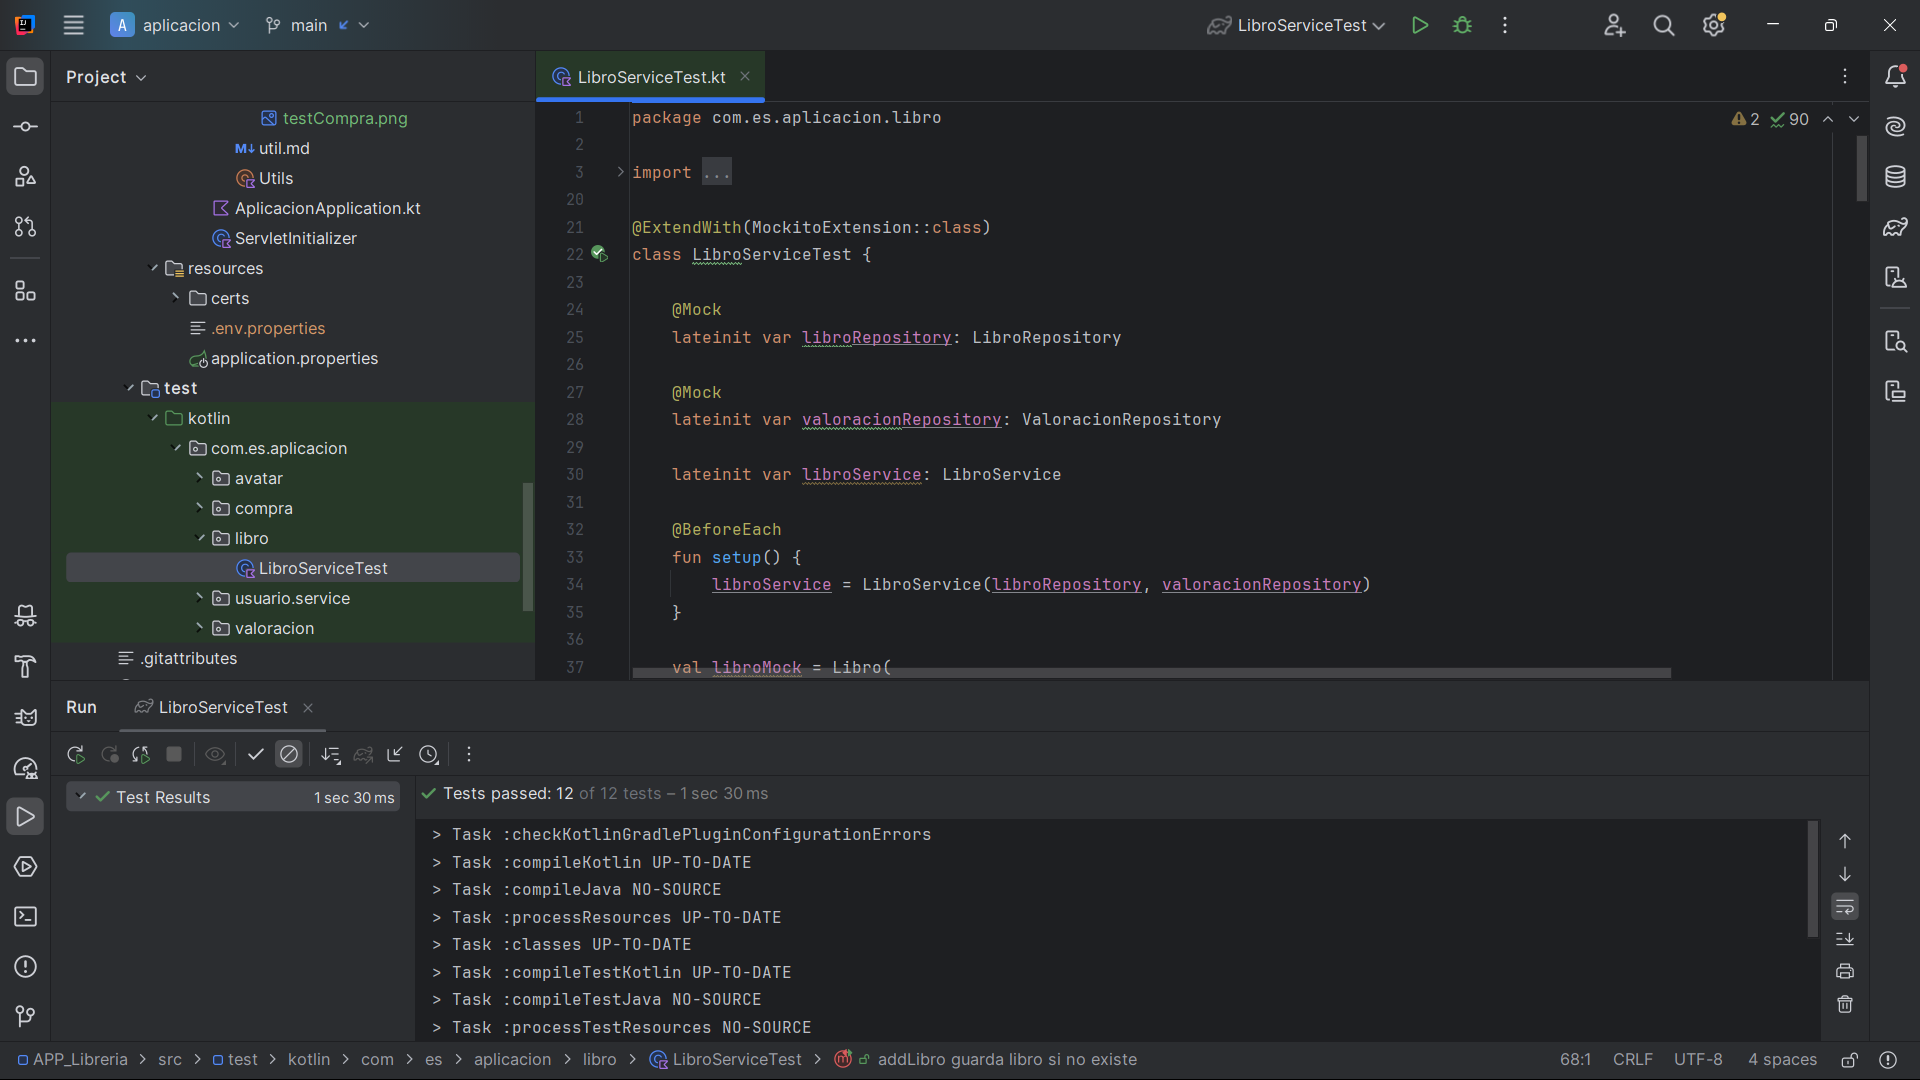 A aplicacion main LibroServiceTest
Project
LibroServiceTest.kt
testCompra.png
M↓ util.md
Utils
AplicacionApplication.kt
ServletInitializer
resources
certs
.env.properties
application.properties
test
kotlin
com.es.aplicacion
avatar
compra
libro
LibroServiceTest
usuario.service
valoracion
.gitattributes
2 90
1 package com.es.aplicacion.libro
2
3 import ...
20
21 @ExtendWith(MockitoExtension::class)
22 class LibroServiceTest {
23
24 @Mock
25 lateinit var libroRepository: LibroRepository
26
27 @Mock
28 lateinit var valoracionRepository: ValoracionRepository
29
30 lateinit var libroService: LibroService
31
32 @BeforeEach
33 fun setup() {
34 libroService = LibroService(libroRepository, valoracionRepository)
35 }
36
37 val libroMock = Libro(
Run LibroServiceTest
Test Results 1 sec 30 ms
Tests passed: 12 of 12 tests – 1 sec 30 ms
> Task :checkKotlinGradlePluginConfigurationErrors
> Task :compileKotlin UP-TO-DATE
> Task :compileJava NO-SOURCE
> Task :processResources UP-TO-DATE
> Task :classes UP-TO-DATE
> Task :compileTestKotlin UP-TO-DATE
> Task :compileTestJava NO-SOURCE
> Task :processTestResources NO-SOURCE
APP_Libreria > src > test > kotlin > com > es > aplicacion > libro > LibroServiceTest > m addLibro guarda libro si no existe 68:1 CRLF UTF-8 4 spaces